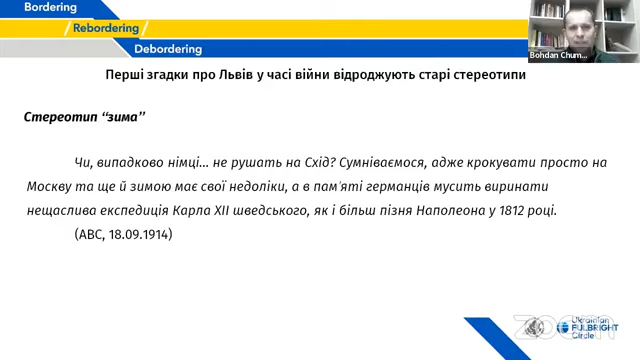 Bordering
Rebordering
Debordering
Bohdan Chum...
Перші згадки про Львів у часі війни відроджують старі стереотипи
Стереотип “зима”
Чи, випадково німці... не рушать на Схід? Сумніваємося, адже крокувати просто на
Москву та ще й зимою має свої недоліки, а в памʼяті германців мусить виринати
нещаслива експедиція Карла XII шведського, як і більш пізня Наполеона у 1812 році.
(ABC, 18.09.1914)
zoom
Ukrainian
FULBRIGHT
Circle